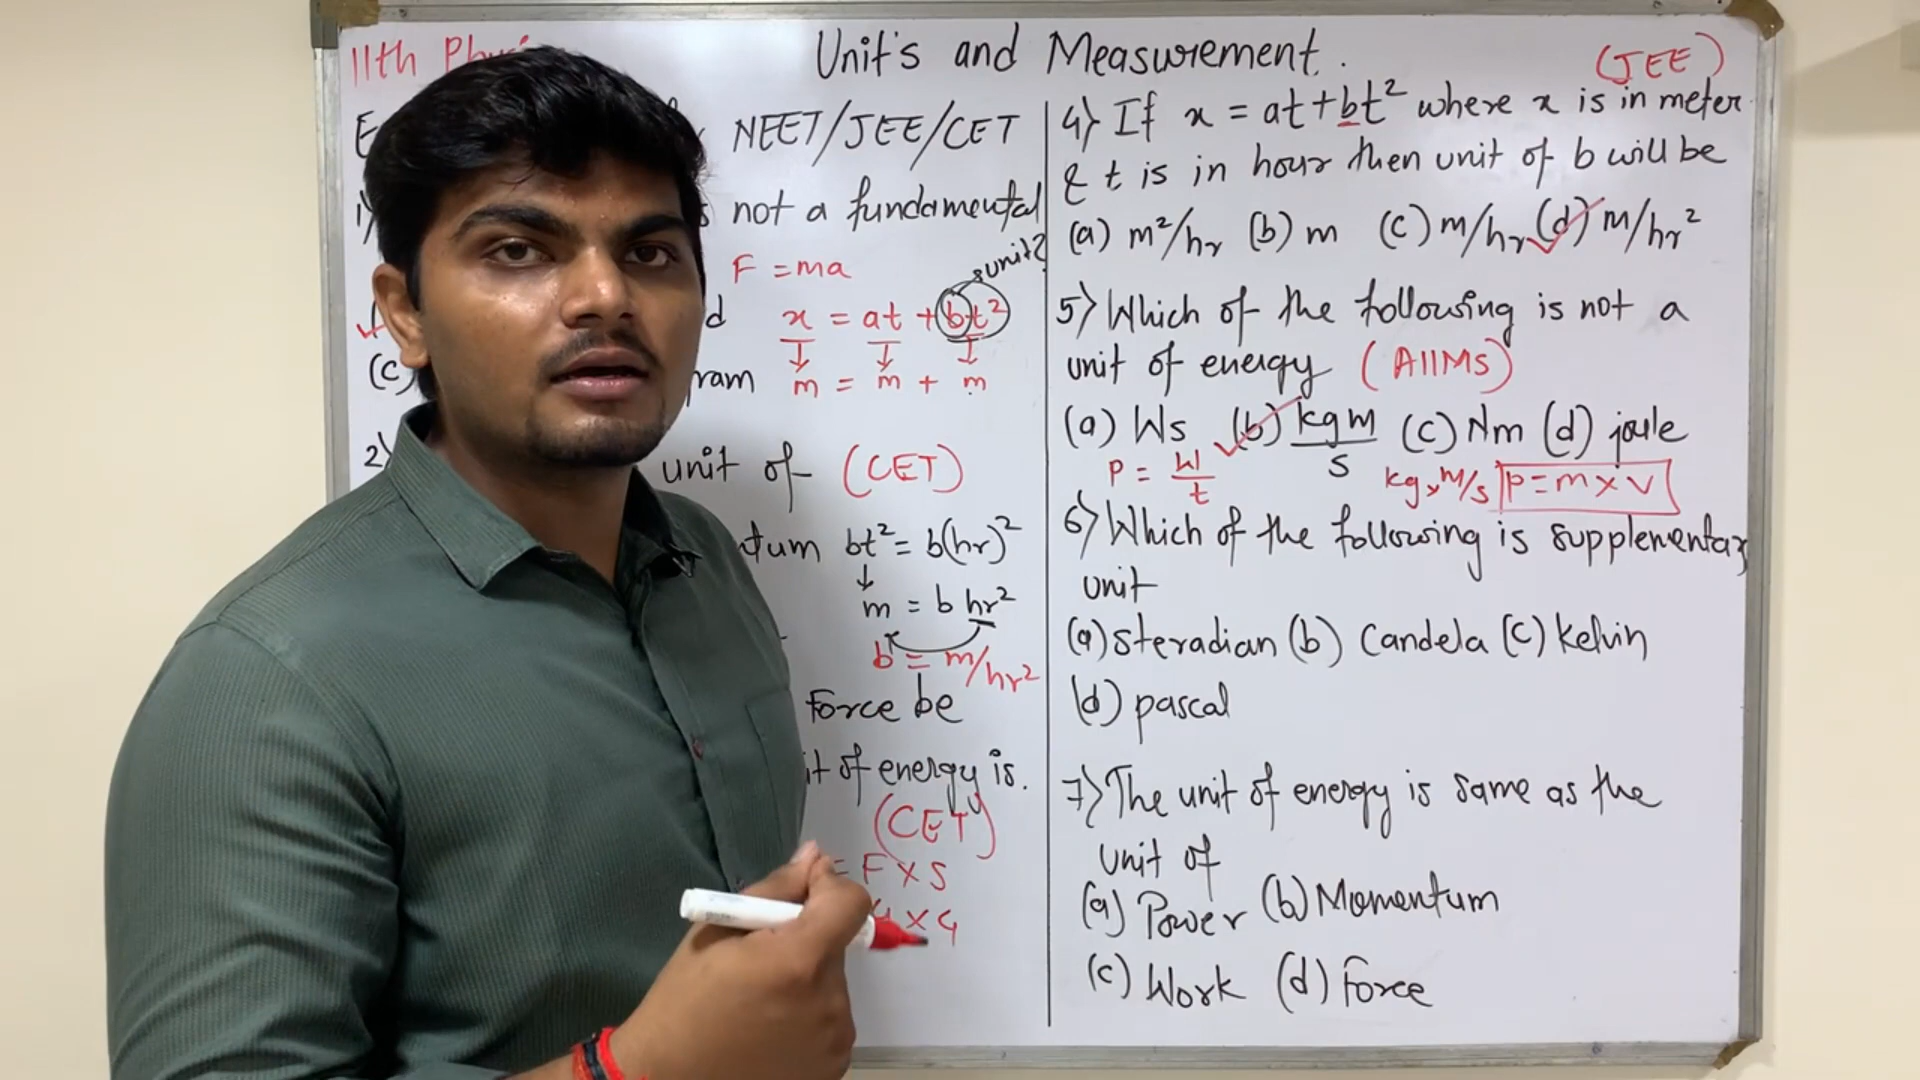 11th
Unit's and Measurement.
NEET/JEE/CET
not a fundamental
F = ma
unit?
d
x = at + bt²
ram
m = m + m
(c)
2)
unit of (CET)
tum
bt² = b(hr)²
m = b hr²
b = m/hr²
Force be
it of energy is.
(CET)
= F × S
× 4
(JEE)
4) If x = at + bt² where x is in meter
& t is in hour then unit of b will be
(a) m²/hr (b) m (c) m/hr (d) m/hr²
5) Which of the following is not a
unit of energy (AIIMS)
(a) Ws (b) kgm/s (c) Nm (d) joule
P = W/t kg × m/s P = m × v
6) Which of the following is supplementary
unit
(a) steradian (b) Candela (c) kelvin
(d) pascal
7) The unit of energy is same as the
unit of
(a) Power (b) Momentum
(c) Work (d) Force